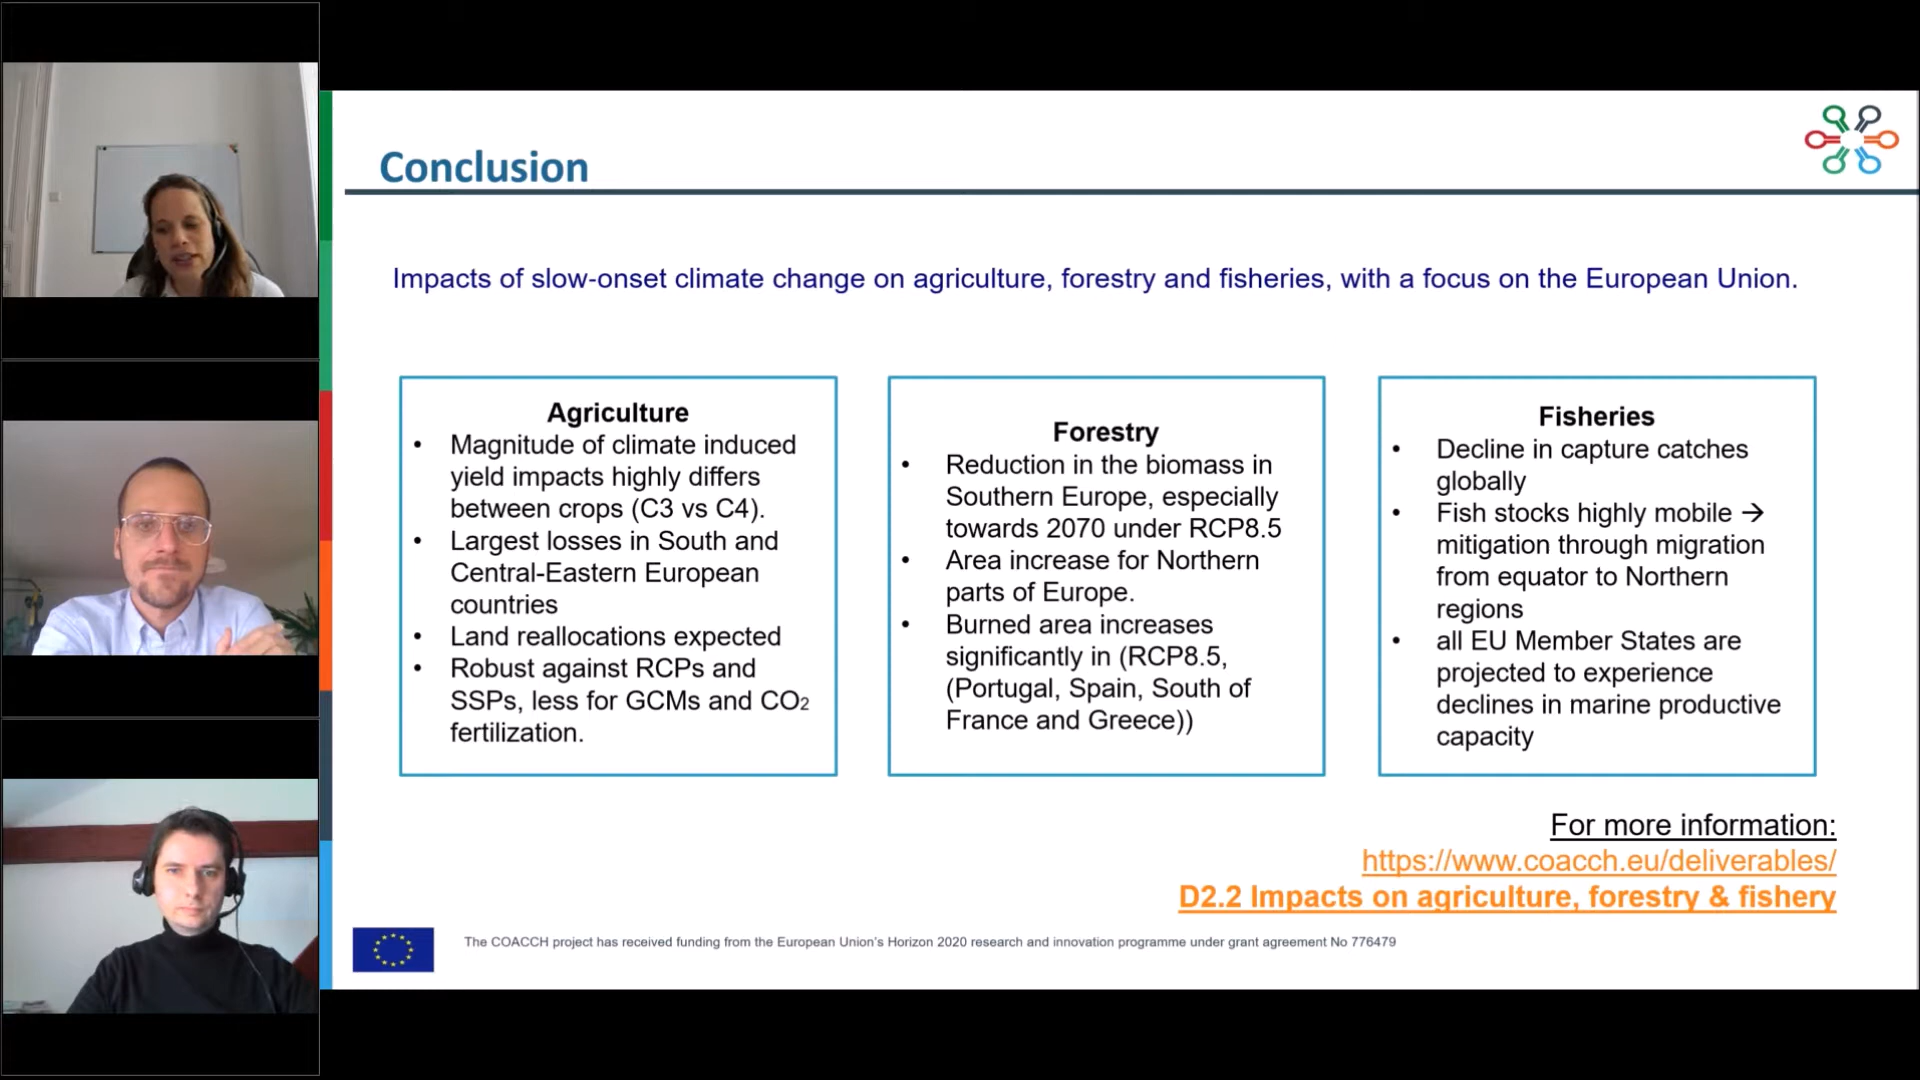 Conclusion
Impacts of slow-onset climate change on agriculture, forestry and fisheries, with a focus on the European Union.
Agriculture
• Magnitude of climate induced
yield impacts highly differs
between crops (C3 vs C4).
• Largest losses in South and
Central-Eastern European
countries
• Land reallocations expected
• Robust against RCPs and
SSPs, less for GCMs and CO2
fertilization.
Forestry
• Reduction in the biomass in
Southern Europe, especially
towards 2070 under RCP8.5
• Area increase for Northern
parts of Europe.
• Burned area increases
significantly in (RCP8.5,
(Portugal, Spain, South of
France and Greece))
Fisheries
• Decline in capture catches
globally
• Fish stocks highly mobile →
mitigation through migration
from equator to Northern
regions
• all EU Member States are
projected to experience
declines in marine productive
capacity
For more information:
https://www.coacch.eu/deliverables/
D2.2 Impacts on agriculture, forestry & fishery
The COACCH project has received funding from the European Union's Horizon 2020 research and innovation programme under grant agreement No 776479